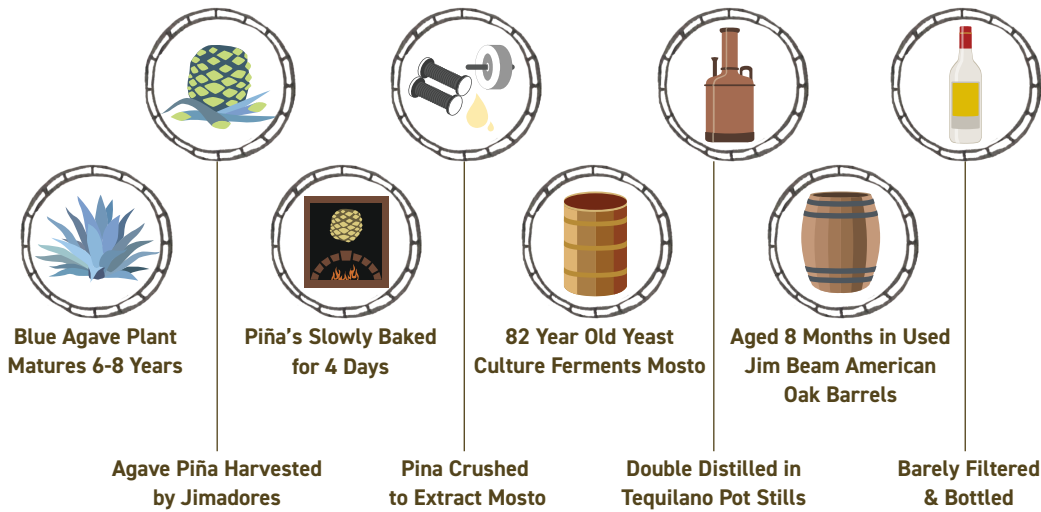 Blue Agave Plant
Matures 6-8 Years
Agave Piña Harvested
by Jimadores
Piña's Slowly Baked
for 4 Days
Pina Crushed
to Extract Mosto
82 Year Old Yeast
Culture Ferments Mosto
Double Distilled in
Tequilano Pot Stills
Aged 8 Months in Used
Jim Beam American
Oak Barrels
Barely Filtered
& Bottled